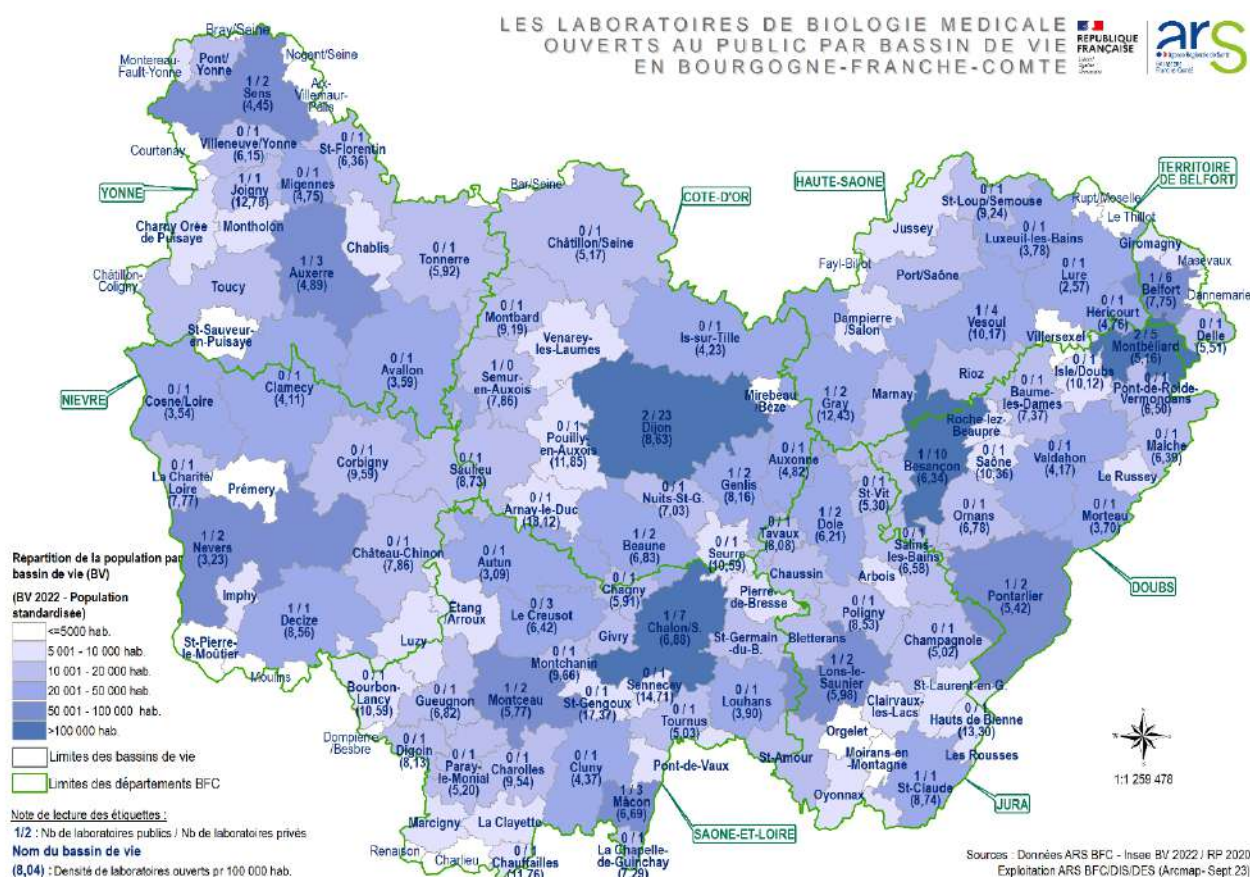 LES LABORATOIRES DE BIOLOGIE MEDICALE
OUVERTS AU PUBLIC PAR BASSIN DE VIE
EN BOURGOGNE-FRANCHE-COMTE
RÉPUBLIQUE
FRANÇAISE
ars
Bray/Seine
Montereau-
Fault-Yonne
Pont/
Yonne
Nogent/Seine
1 / 2
Sens
(4,45)
Aix-
Villemaur-
Pâlis
Courtenay
0 / 1
Villeneuve/Yonne
(6,15)
0 / 1
St-Florentin
(6,36)
YONNE
1 / 1
Joigny
(12,78)
0 / 1
Migennes
(4,75)
Charny Orée
de Puisaye
Montholon
Chablis
1 / 3
Auxerre
(4,89)
0 / 1
Tonnerre
(5,92)
Châtillon-
Coligny
Toucy
St-Sauveur-
en-Puisaye
0 / 1
Avallon
(3,59)
Bar/Seine
COTE-D'OR
0 / 1
Châtillon/Seine
(5,17)
0 / 1
Montbard
(9,19)
Venarey-
les-Laumes
0 / 1
Is-sur-Tille
(4,23)
1 / 0
Semur-
en-Auxois
(7,86)
2 / 23
Dijon
(8,63)
Mirebeau
/Bèze
0 / 1
Pouilly-
en-Auxois
(11,85)
0 / 1
Saulieu
(8,73)
0 / 1
Arnay-le-Duc
(18,12)
0 / 1
Nuits-St-G.
(7,03)
1 / 2
Genlis
(8,16)
0 / 1
Auxonne
(4,82)
1 / 2
Beaune
(6,83)
0 / 1
Seurre
(10,59)
HAUTE-SAONE
TERRITOIRE
DE BELFORT
0 / 1
St-Loup/Semouse
(9,24)
Rupt/Moselle
Le Thillot
Jussey
0 / 1
Luxeuil-les-Bains
(3,78)
Giromagny
Masevaux
Fayl-Billot
Port/Saône
0 / 1
Lure
(2,57)
1 / 6
Belfort
(7,75)
Dannemarie
Dampierre
/Salon
1 / 4
Vesoul
(10,17)
Villersexel
0 / 1
Héricourt
(4,76)
2 / 5
Montbéliard
(5,16)
0 / 1
Delle
(5,51)
1 / 2
Gray
(12,43)
Marnay
Rioz
0 / 1
Isle/Doubs
(10,12)
0 / 1
Baume-
les-Dames
(7,37)
0 / 1
Pont-de-Roide-
Vermondans
(6,50)
Roche-lez-
Beaupré
1 / 10
Besançon
(6,34)
0 / 1
Saône
(10,36)
0 / 1
Valdahon
(4,17)
0 / 1
Maîche
(6,39)
Le Russey
0 / 1
St-Vit
(5,30)
0 / 1
Ornans
(6,78)
0 / 1
Morteau
(3,70)
DOUBS
1 / 2
Pontarlier
(5,42)
1 / 2
Dole
(6,21)
0 / 1
Tavaux
(8,08)
Chaussin
0 / 1
Salins-
les-Bains
(6,58)
Arbois
0 / 1
Poligny
(8,53)
0 / 1
Champagnole
(5,02)
Bletterans
1 / 2
Lons-le-
Saunier
(5,98)
St-Laurent-en-G.
Clairvaux-
les-Lacs
0 / 1
Hauts de Bienne
(13,30)
Orgelet
Moirans-en
-Montagne
Les Rousses
St-Amour
Oyonnax
1 / 1
St-Claude
(8,74)
JURA
NIEVRE
0 / 1
Cosne/Loire
(3,54)
0 / 1
Clamecy
(4,11)
0 / 1
La Charité/
Loire
(7,77)
Prémery
0 / 1
Corbigny
(9,59)
1 / 2
Nevers
(3,23)
0 / 1
Château-Chinon
(7,86)
Imphy
1 / 1
Decize
(8,56)
St-Pierre-
le-Moûtier
Luzy
Moulins
0 / 1
Autun
(3,09)
Étang
/Arroux
0 / 3
Le Creusot
(6,42)
0 / 1
Chagny
(5,91)
Givry
1 / 7
Chalon/S.
(6,88)
Pierre-
de-Bresse
St-Germain
-du-B.
0 / 1
Montchanin
(9,66)
0 / 1
Sennecey
(14,71)
0 / 1
Bourbon-
Lancy
(10,59)
0 / 1
Gueugnon
(6,82)
1 / 2
Montceau
(5,77)
0 / 1
St-Gengoux
(17,37)
0 / 1
Louhans
(3,90)
0 / 1
Tournus
(5,03)
Dompierre
/Besbre
0 / 1
Digoin
(8,13)
0 / 1
Paray-
le-Monial
(5,20)
0 / 1
Charolles
(9,54)
0 / 1
Cluny
(4,37)
Pont-de-Vaux
1 / 3
Mâcon
(6,69)
Marcigny
La Clayette
Renaison
Charlieu
0 / 1
Chauffailles
(11,76)
0 / 1
La Chapelle-
de-Guinchay
(7,29)
SAONE-ET-LOIRE
Répartition de la population par
bassin de vie (BV)
(BV 2022 - Population
standardisée)
<=5000 hab.
5 001 - 10 000 hab.
10 001 - 20 000 hab.
20 001 - 50 000 hab.
50 001 - 100 000 hab.
>100 000 hab.
Limites des bassins de vie
Limites des départements BFC
Note de lecture des étiquettes :
1/2 : Nb de laboratoires publics / Nb de laboratoires privés
Nom du bassin de vie
(8,04) : Densité de laboratoires ouverts pr 100 000 hab.
1:1 259 478
Sources : Données ARS BFC - Insee BV 2022 / RP 2020
Exploitation ARS BFC/DIS/DES (Arcmap- Sept.23)